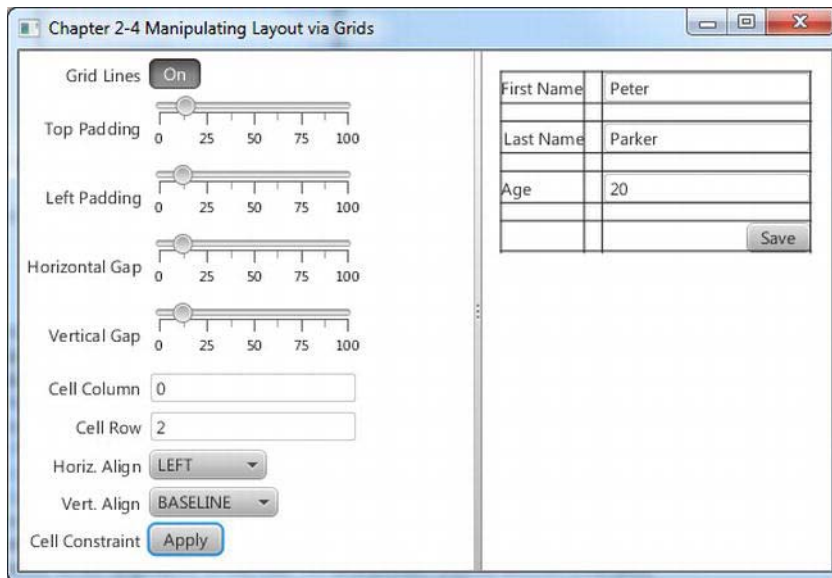 Chapter 2-4 Manipulating Layout via Grids
Grid Lines On
Top Padding
0 25 50 75 100
Left Padding
0 25 50 75 100
Horizontal Gap
0 25 50 75 100
Vertical Gap
0 25 50 75 100
Cell Column 0
Cell Row 2
Horiz. Align LEFT
Vert. Align BASELINE
Cell Constraint Apply
First Name Peter
Last Name Parker
Age 20
Save